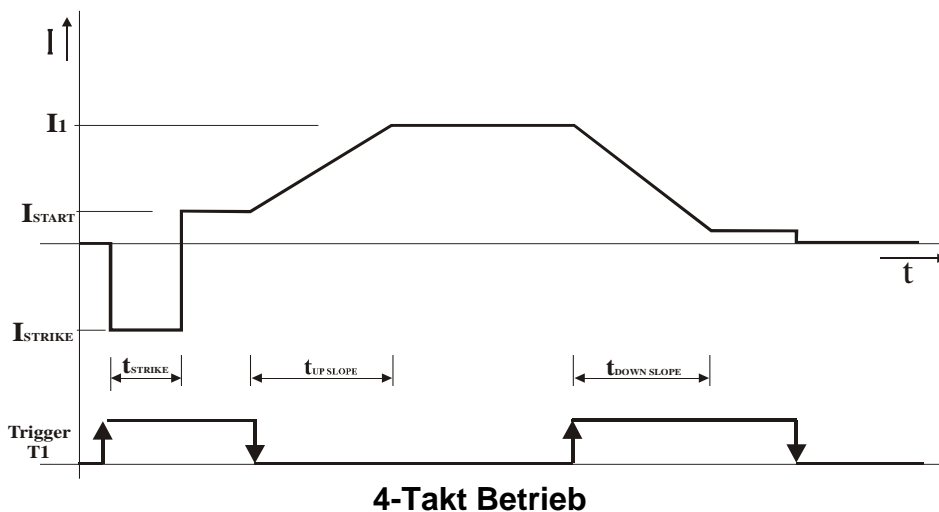 I
I1
ISTART
t
ISTRIKE
tSTRIKE
tUP SLOPE
tDOWN SLOPE
Trigger
T1
4-Takt Betrieb